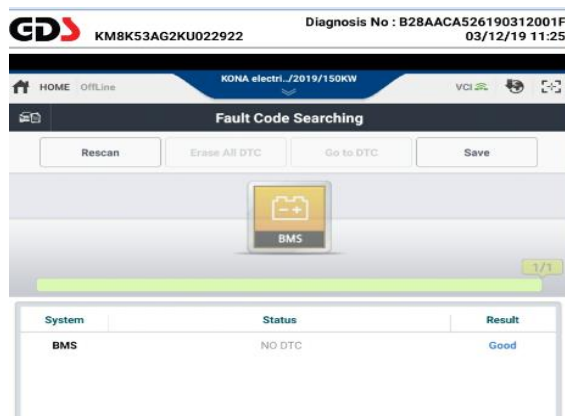 GDS KM8K53AG2KU022922 Diagnosis No : B28AACA526190312001F
03/12/19 11:25
HOME OffLine KONA electri../2019/150KW VCI
Fault Code Searching
Rescan Erase All DTC Go to DTC Save
BMS
1/1
System Status Result
BMS NO DTC Good